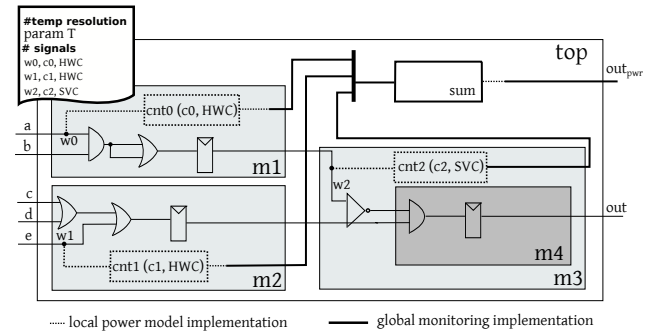 #temp resolution
param T
# signals
w0, c0, HWC
w1, c1, HWC
w2, c2, SVC
top
sum
out_pwr
cnt0 (c0, HWC)
a
w0
b
m1
cnt2 (c2, SVC)
w2
c
d
w1
e
out
cnt1 (c1, HWC)
m2
m4
m3
local power model implementation
global monitoring implementation